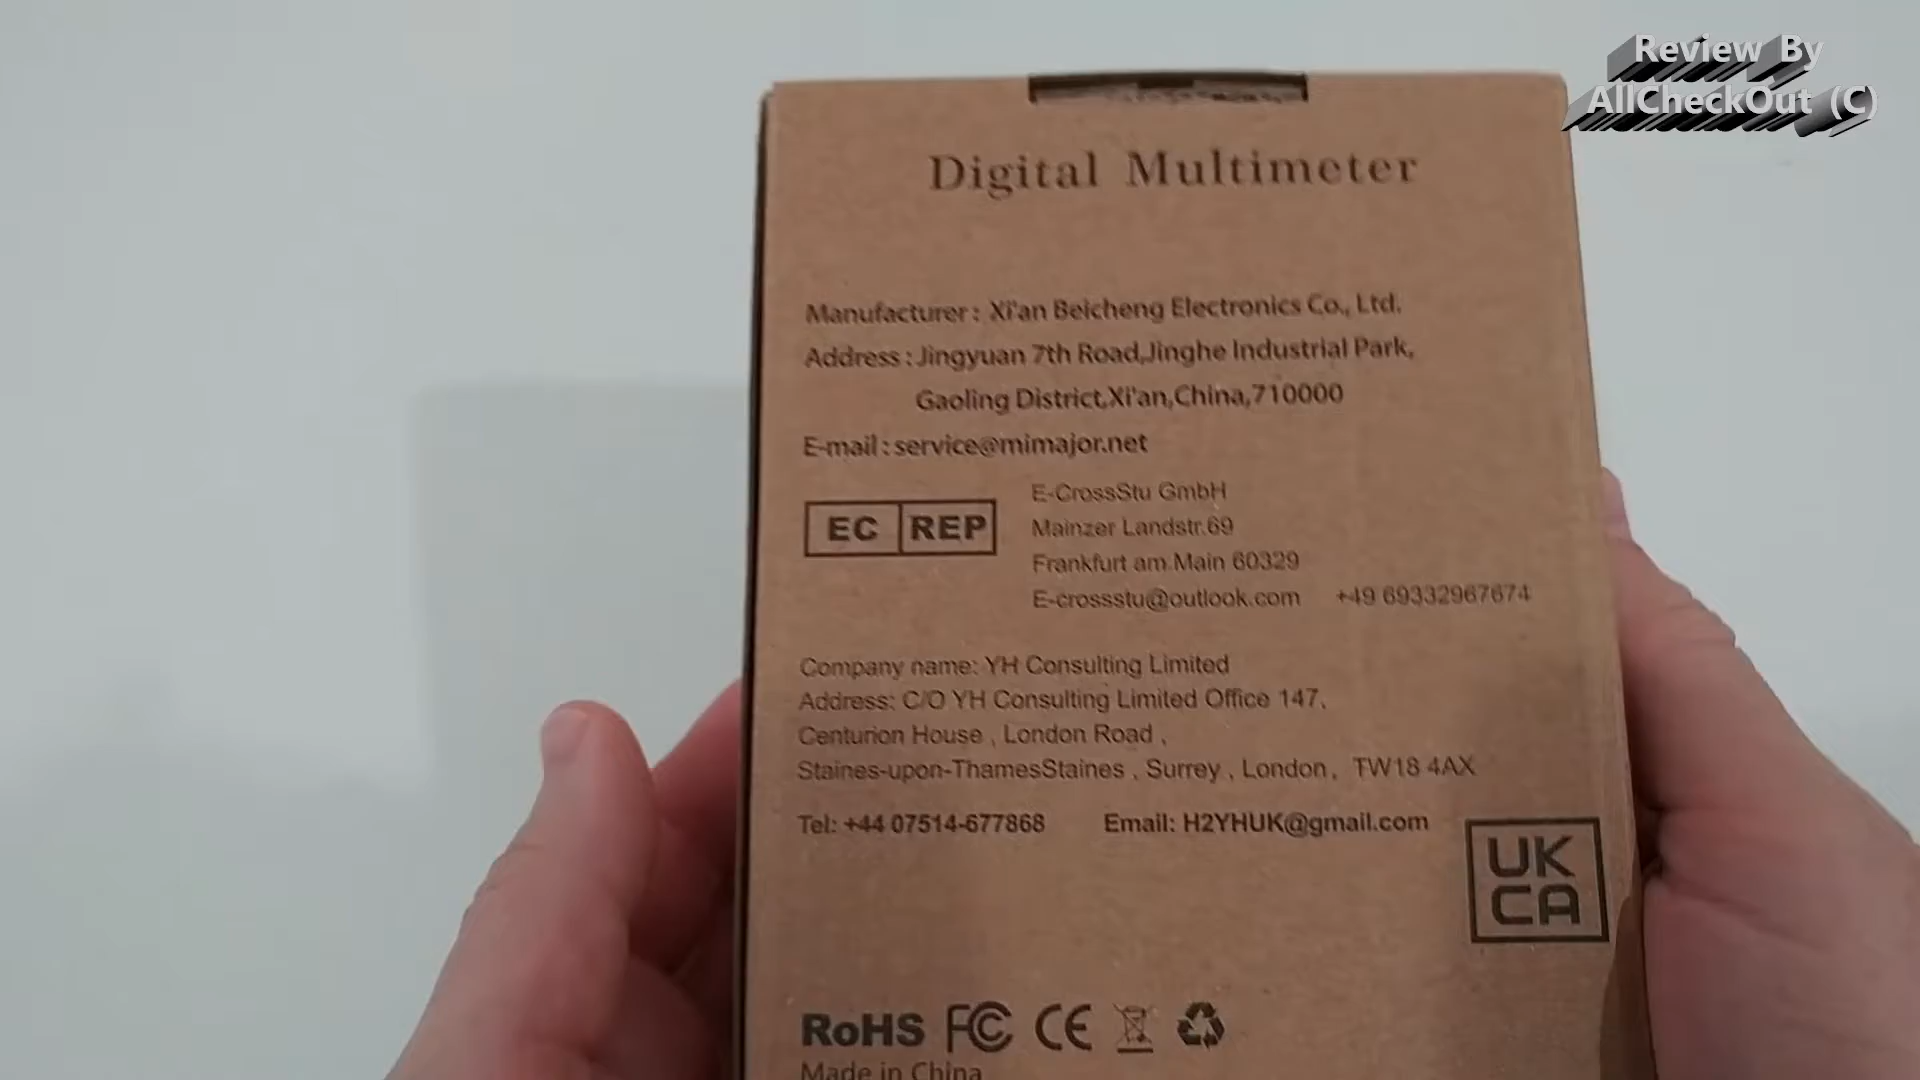 Review By
AllCheckOut (C)
Digital Multimeter
Manufacturer: Xi'an Beicheng Electronics Co., Ltd.
Address: Jingyuan 7th Road,Jinghe Industrial Park,
Gaoling District,Xi'an,China,710000
E-mail: service@mimajor.net
EC REP
E-CrossStu GmbH
Mainzer Landstr.69
Frankfurt am Main 60329
E-crossstu@outlook.com +49 69332967674
Company name: YH Consulting Limited
Address: C/O YH Consulting Limited Office 147,
Centurion House , London Road ,
Staines-upon-ThamesStaines , Surrey , London, TW18 4AX
Tel: +44 07514-677868 Email: H2YHUK@gmail.com
UK
CA
RoHS FC CE
Made in China